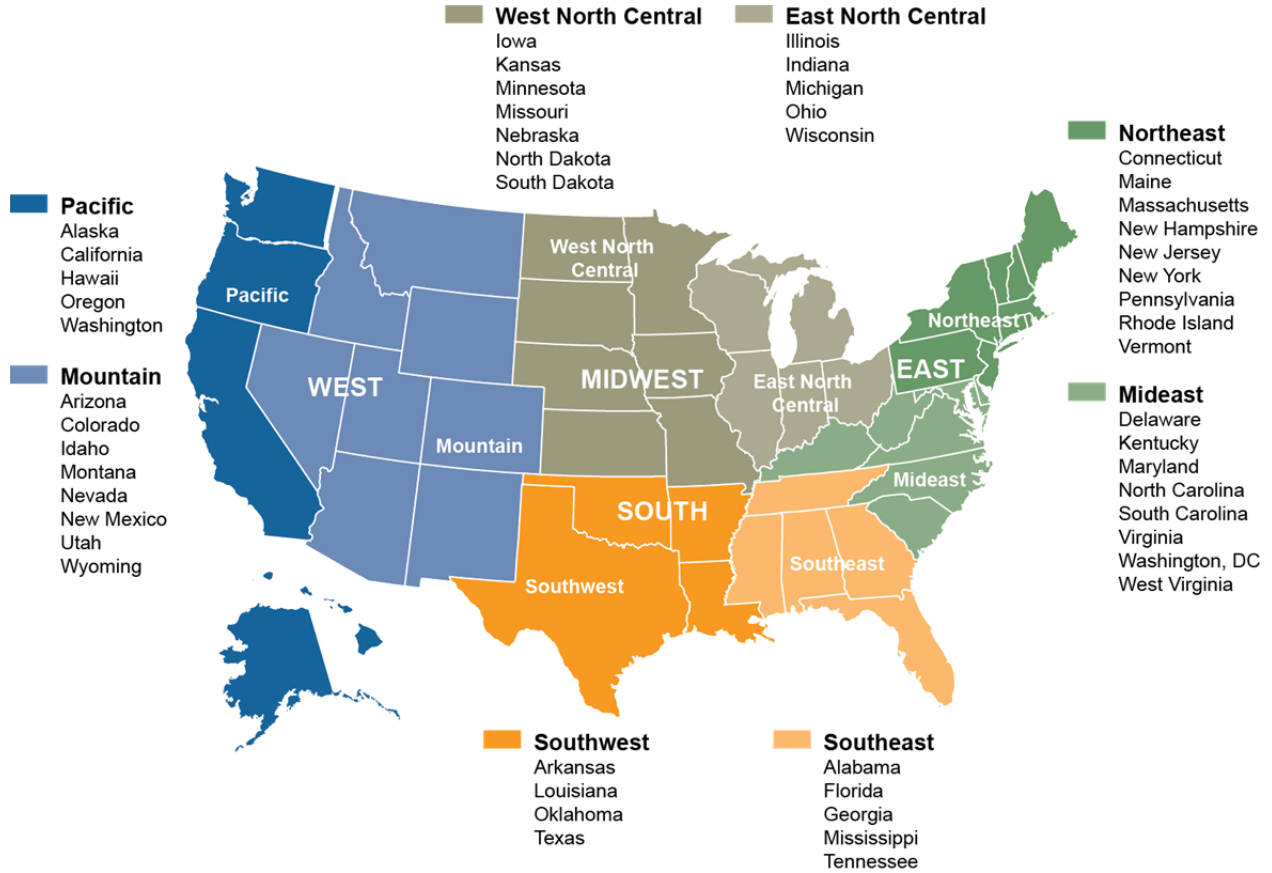 West North Central
Iowa
Kansas
Minnesota
Missouri
Nebraska
North Dakota
South Dakota
East North Central
Illinois
Indiana
Michigan
Ohio
Wisconsin
Northeast
Connecticut
Maine
Massachusetts
New Hampshire
New Jersey
New York
Pennsylvania
Rhode Island
Vermont
Pacific
Alaska
California
Hawaii
Oregon
Washington
Mountain
Arizona
Colorado
Idaho
Montana
Nevada
New Mexico
Utah
Wyoming
Mideast
Delaware
Kentucky
Maryland
North Carolina
South Carolina
Virginia
Washington, DC
West Virginia
West North
Central
Pacific
Northeast
EAST
WEST
MIDWEST
East North
Central
Mountain
Mideast
SOUTH
Southwest
Southeast
Southwest
Arkansas
Louisiana
Oklahoma
Texas
Southeast
Alabama
Florida
Georgia
Mississippi
Tennessee